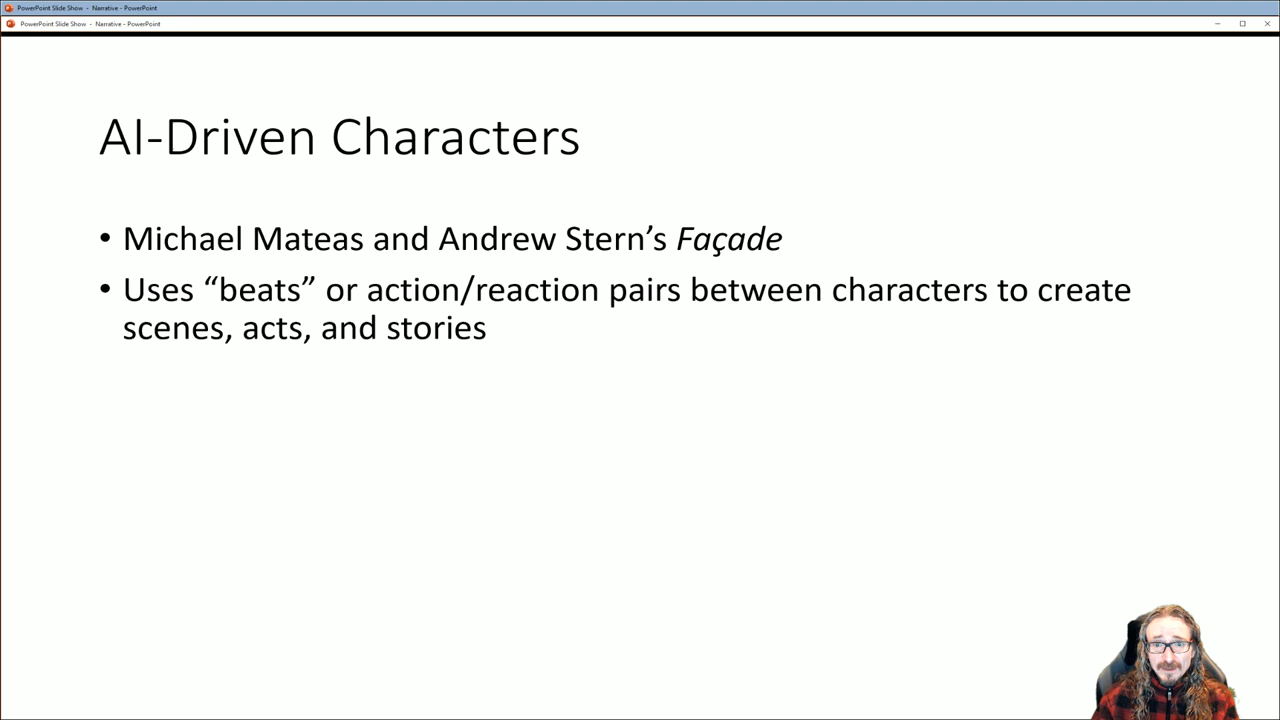 PowerPoint Slide Show - Narrative - PowerPoint
PowerPoint Slide Show - Narrative - PowerPoint
AI-Driven Characters
• Michael Mateas and Andrew Stern’s Façade
• Uses “beats” or action/reaction pairs between characters to create
scenes, acts, and stories